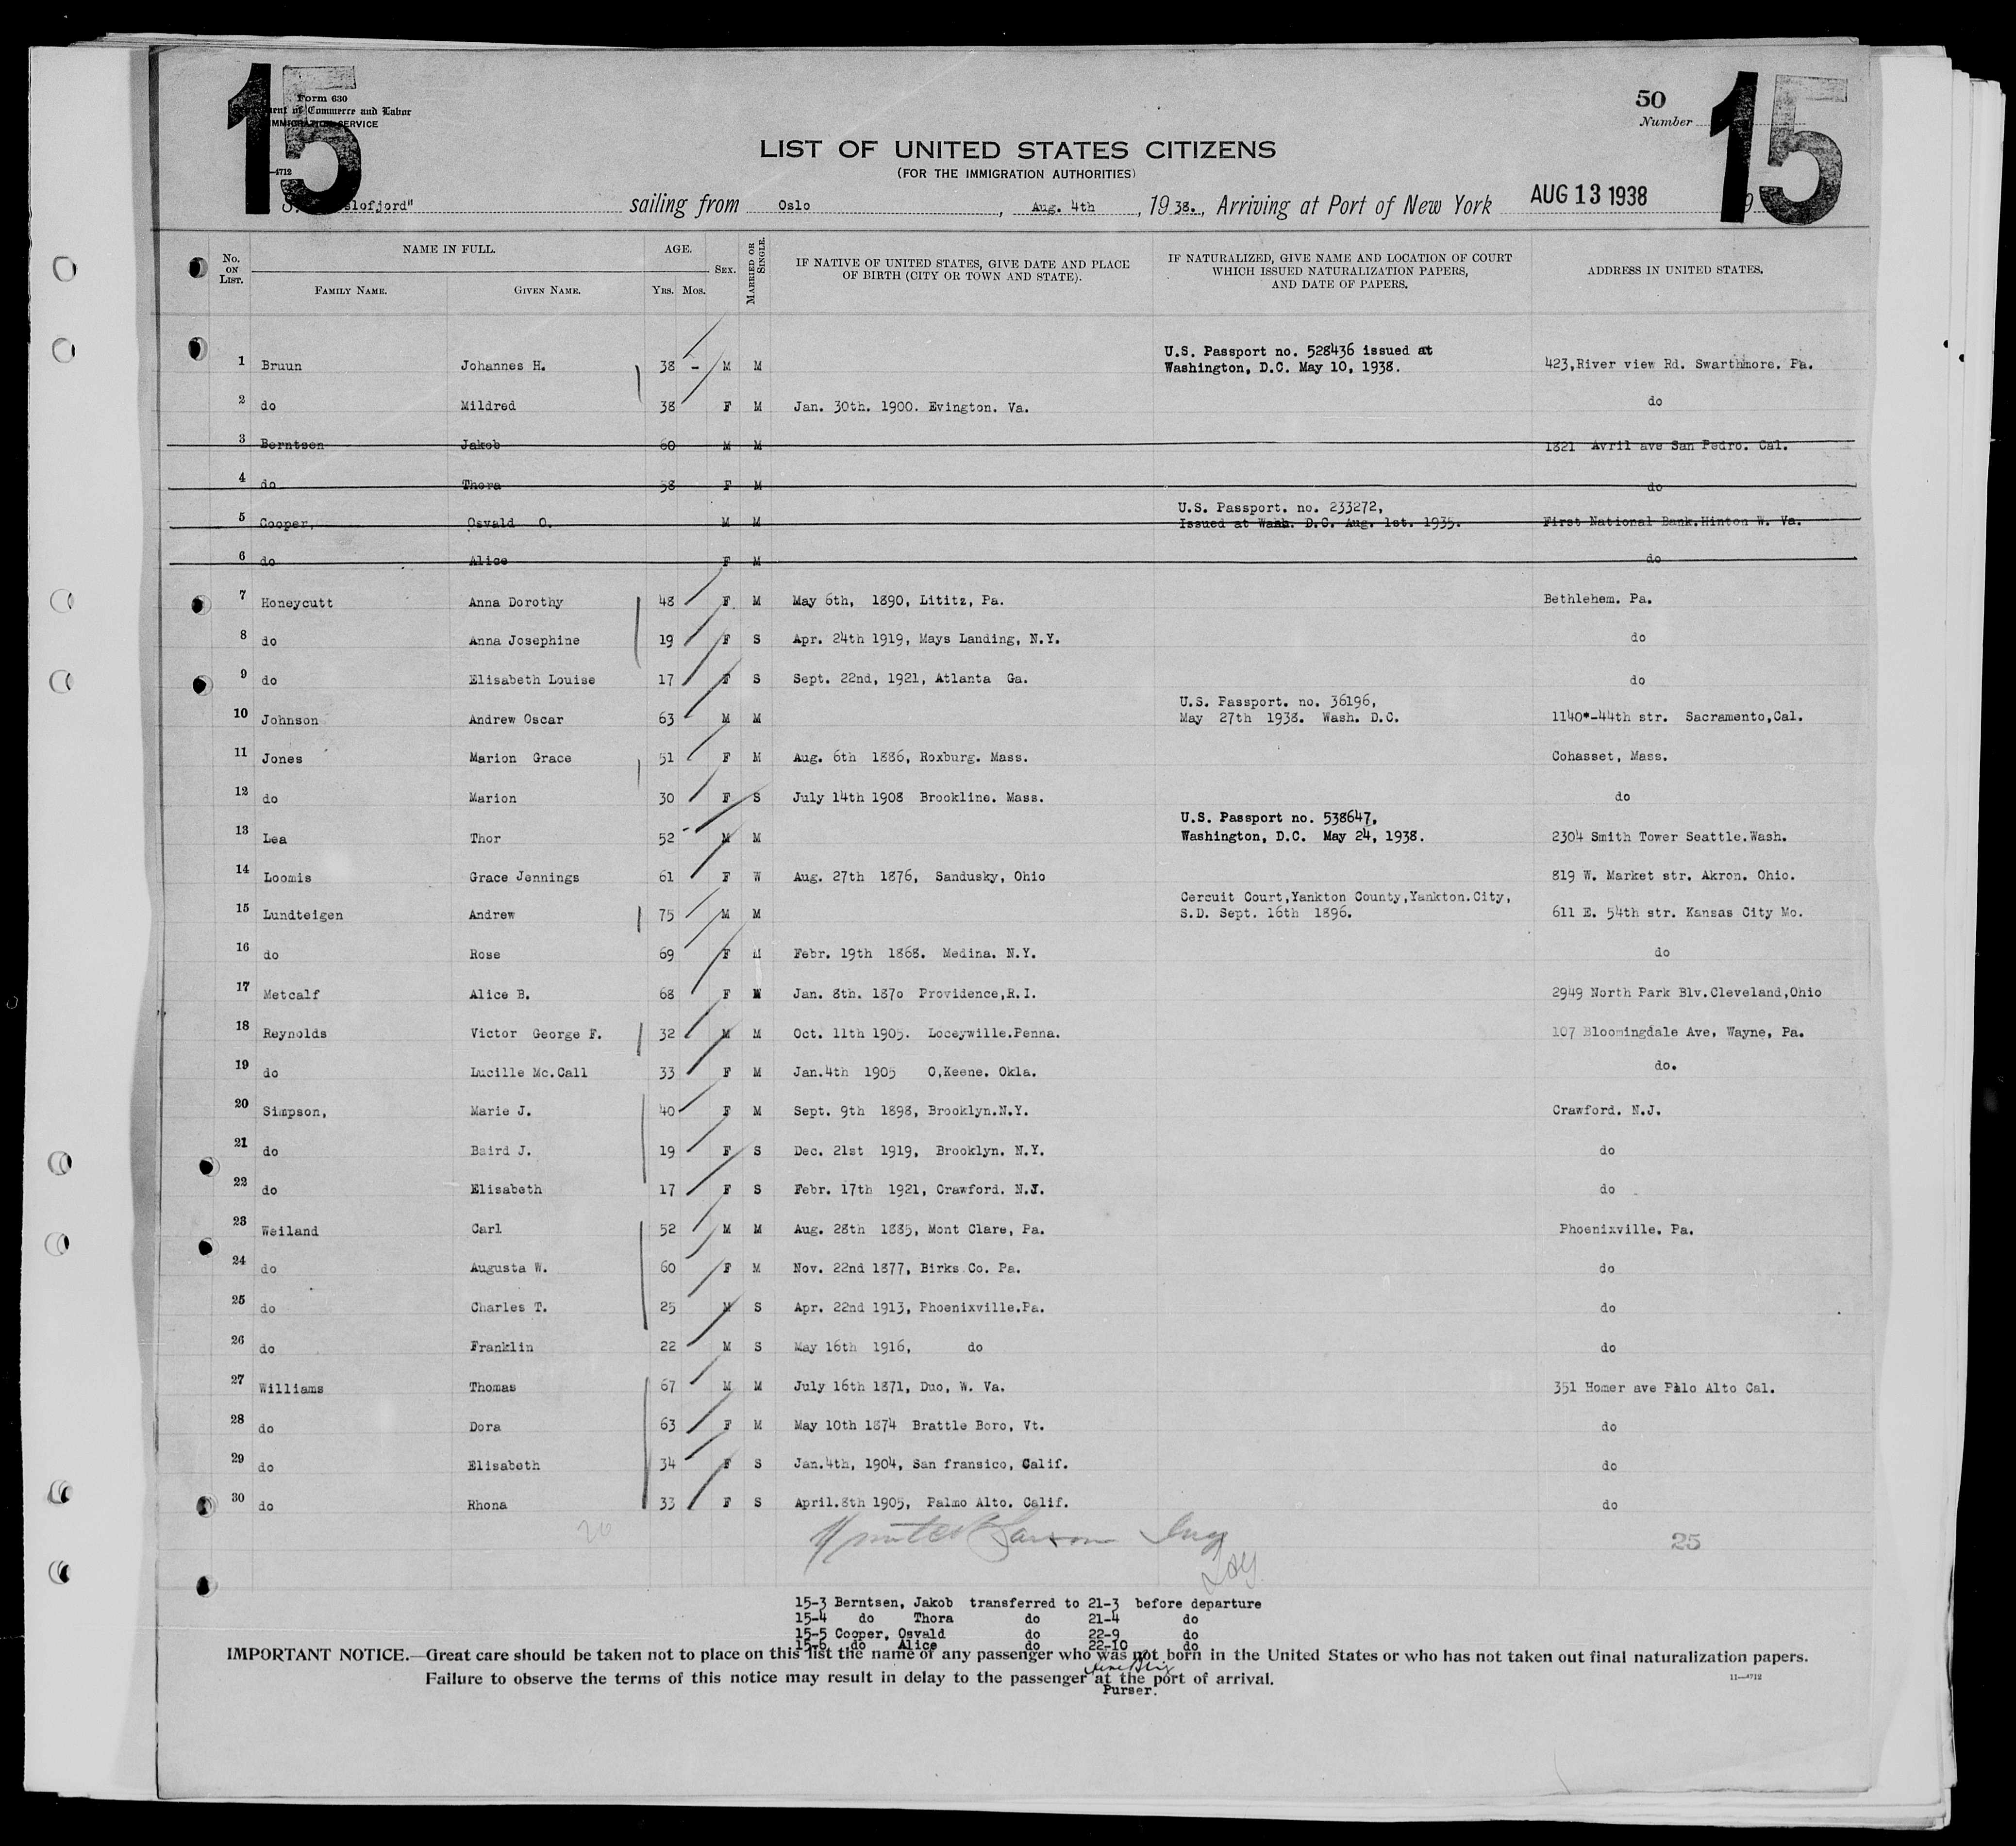 15
Form 630
ent of Commerce and Labor
IMMIGRATION SERVICE
—4712
50
Number
15
LIST OF UNITED STATES CITIZENS
(FOR THE IMMIGRATION AUTHORITIES)
S. slofjord" sailing from Oslo, Aug. 4th, 1938., Arriving at Port of New York AUG 13 1938 9
No. ON LIST. NAME IN FULL. FAMILY NAME. GIVEN NAME. AGE. YRS. MOS. SEX. MARRIED OR SINGLE. IF NATIVE OF UNITED STATES, GIVE DATE AND PLACE OF BIRTH (CITY OR TOWN AND STATE). IF NATURALIZED, GIVE NAME AND LOCATION OF COURT WHICH ISSUED NATURALIZATION PAPERS, AND DATE OF PAPERS. ADDRESS IN UNITED STATES.
1 Bruun Johannes H. 38 - M M U.S. Passport no. 528436 issued at Washington, D.C. May 10, 1938. 423,River view Rd. Swarthmore. Pa.
2 do Mildred 38 F M Jan. 30th. 1900. Evington. Va. do
3 Berntsen Jakob 60 M M 1821 Avril ave San Pedro. Cal.
4 do Thora 58 F M do
5 Cooper, Osvald O. M M U.S. Passport. no. 233272, Issued at Wash. D.C. Aug. 1st. 1935. First National Bank.Hinton W. Va.
6 do Alice F M do
7 Honeycutt Anna Dorothy 48 F. M May 6th, 1890, Lititz, Pa. Bethlehem. Pa.
8 do Anna Josephine 19 F S Apr. 24th 1919, Mays Landing, N.Y. do
9 do Elisabeth Louise 17 F S Sept. 22nd, 1921, Atlanta Ga. do
10 Johnson Andrew Oscar 63 M M U.S. Passport. no. 36196, May 27th 1938. Wash. D.C. 1140*-44th str. Sacramento,Cal.
11 Jones Marion Grace 51 F M Aug. 6th 1886, Roxburg. Mass. Cohasset, Mass.
12 do Marion 30 F S July 14th 1908 Brookline. Mass. do
13 Lea Thor 52 M M U.S. Passport no. 538647, Washington, D.C. May 24, 1938. 2304 Smith Tower Seattle.Wash.
14 Loomis Grace Jennings 61 F W Aug. 27th 1876, Sandusky, Ohio 819 W. Market str. Akron. Ohio.
15 Lundteigen Andrew 75 M M Cercuit Court,Yankton County,Yankton.City, S.D. Sept. 16th 1896. 611 E. 54th str. Kansas City Mo.
16 do Rose 69 F M Febr. 19th 1868. Medina. N.Y. do
17 Metcalf Alice B. 68 F W Jan. 8th. 1870 Providence,R.I. 2949 North Park Blv.Cleveland,Ohio
18 Reynolds Victor George F. 32 M M Oct. 11th 1905. Loceywille.Penna. 107 Bloomingdale Ave, Wayne, Pa.
19 do Lucille Mc.Call 33 F M Jan.4th 1905 O,Keene. Okla. do.
20 Simpson, Marie J. 40 F M Sept. 9th 1898, Brooklyn.N.Y. Crawford. N.J.
21 do Baird J. 19 F S Dec. 21st 1919, Brooklyn. N.Y. do
22 do Elisabeth 17 F S Febr. 17th 1921, Crawford. N.J. do
23 Weiland Carl 52 M M Aug. 28th 1885, Mont Clare, Pa. Phoenixville. Pa.
24 do Augusta W. 60 F M Nov. 22nd 1877, Birks Co. Pa. do
25 do Charles T. 25 M S Apr. 22nd 1913, Phoenixville.Pa. do
26 do Franklin 22 M S May 16th 1916, do do
27 Williams Thomas 67 M M July 16th 1871, Duo, W. Va. 351 Homer ave Palo Alto Cal.
28 do Dora 63 F M May 10th 1874 Brattle Boro, Vt. do
29 do Elisabeth 34 F S Jan.4th, 1904, San fransico, Calif. do
30 do Rhona 33 F S April.8th 1905, Palmo Alto. Calif. do
20
25
15-3 Berntsen, Jakob transferred to 21-3 before departure
15-4 do Thora do 21-4 do
15-5 Cooper, Osvald do 22-9 do
15-6 do Alice do 22-10 do
IMPORTANT NOTICE.—Great care should be taken not to place on this list the name of any passenger who was not born in the United States or who has not taken out final naturalization papers.
Failure to observe the terms of this notice may result in delay to the passenger at the port of arrival.
11—4712
Purser.